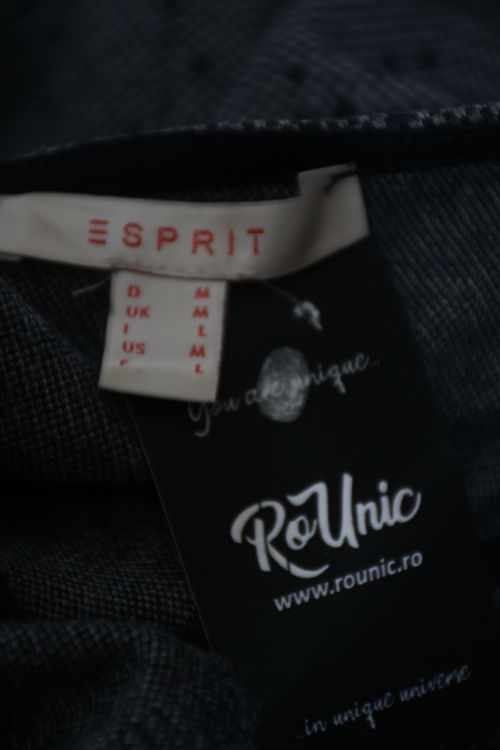 ESPRIT
D M
UK M
I L
US M
L
You are unique...
RoUnic
www.rounic.ro
...in unique universe